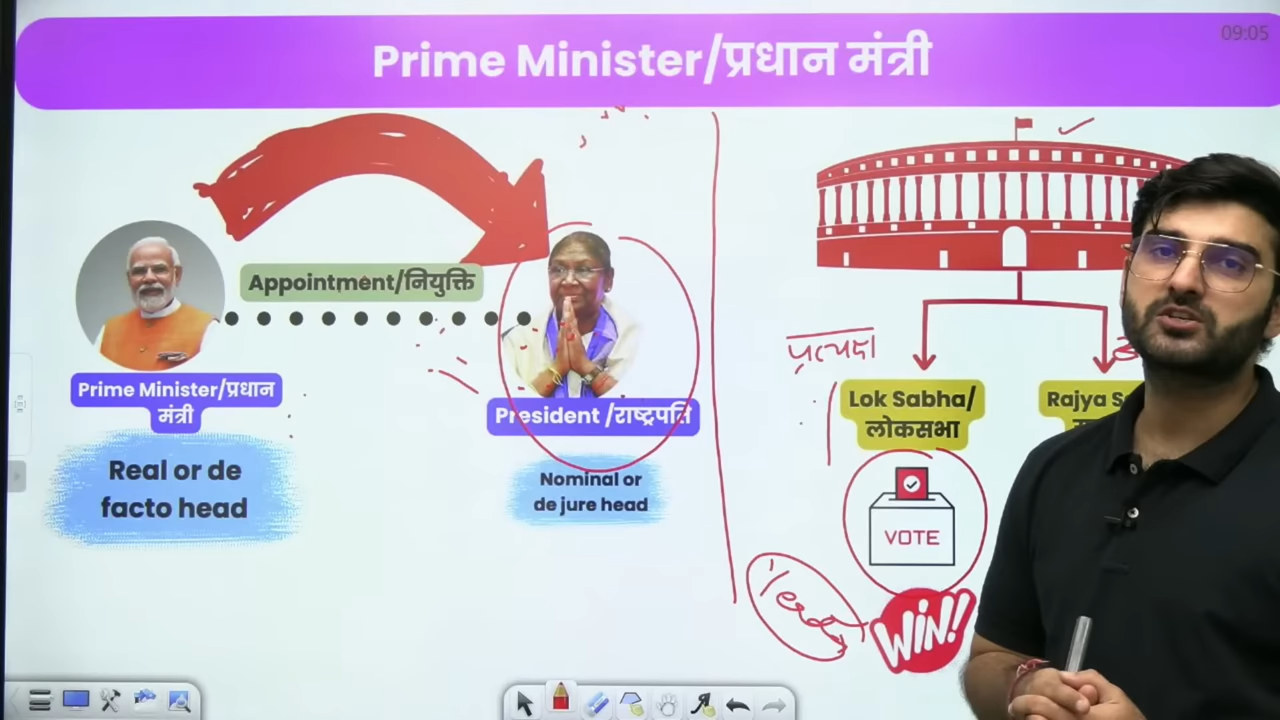 09:05
Prime Minister/प्रधान मंत्री
Appointment/नियुक्ति
Prime Minister/प्रधान
मंत्री
Real or de
facto head
President /राष्ट्रपति
Nominal or
de jure head
प्रत्यक्ष
Lok Sabha/
लोकसभा
Rajya
VOTE
WIN!